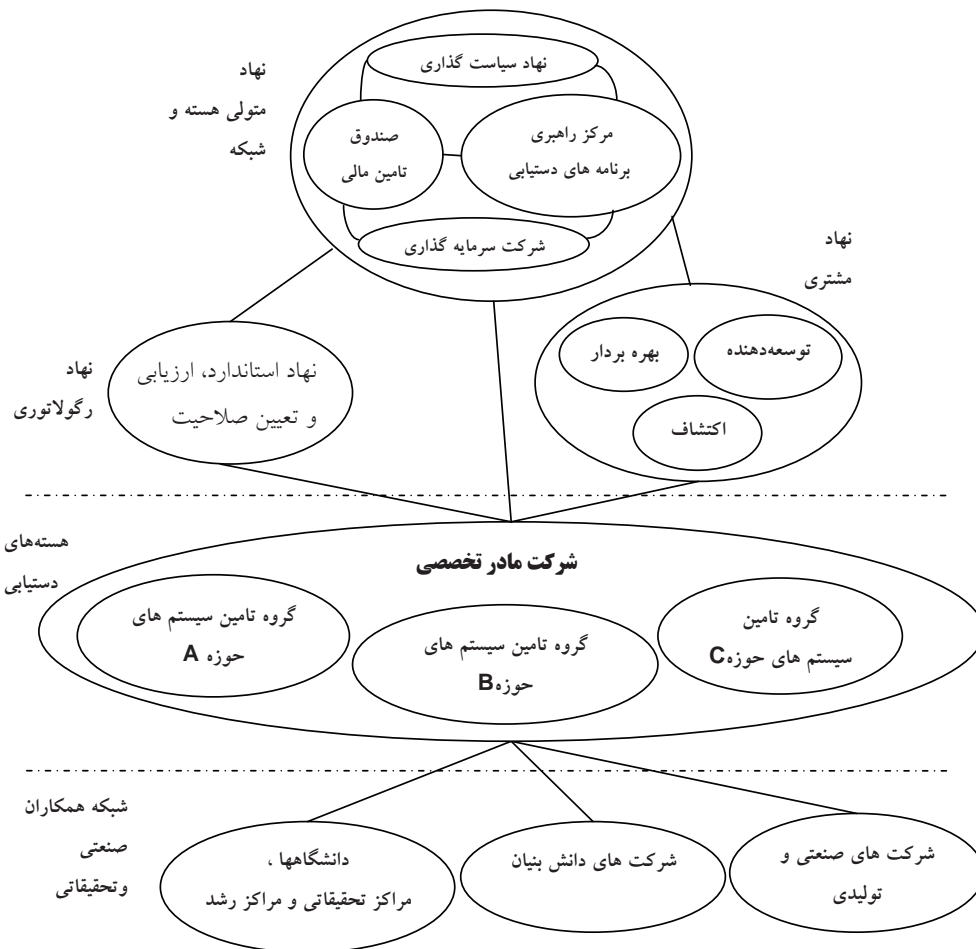 نهاد سیاست گذاری
نهاد
متولی هسته و
شبکه
مرکز راهبری
برنامه های دستیابی
صندوق
تامین مالی
شرکت سرمایه گذاری
نهاد
مشتری
توسعه‌دهنده
بهره بردار
اکتشاف
نهاد استاندارد، ارزیابی
و تعیین صلاحیت
نهاد
رگولاتوری
هسته‌های
دستیابی
شرکت مادر تخصصی
گروه تامین
سیستم های حوزه C
گروه تامین سیستم های
حوزه B
گروه تامین سیستم های
حوزه A
شبکه همکاران
صنعتی
وتحقیقاتی
شرکت های صنعتی و
تولیدی
شرکت های دانش بنیان
دانشگاهها ،
مراکز تحقیقاتی و مراکز رشد